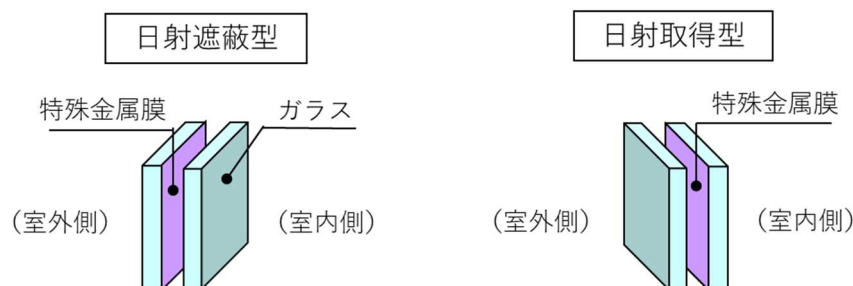 日射遮蔽型
特殊金属膜
ガラス
（室外側）
（室内側）
日射取得型
特殊金属膜
（室外側）
（室内側）